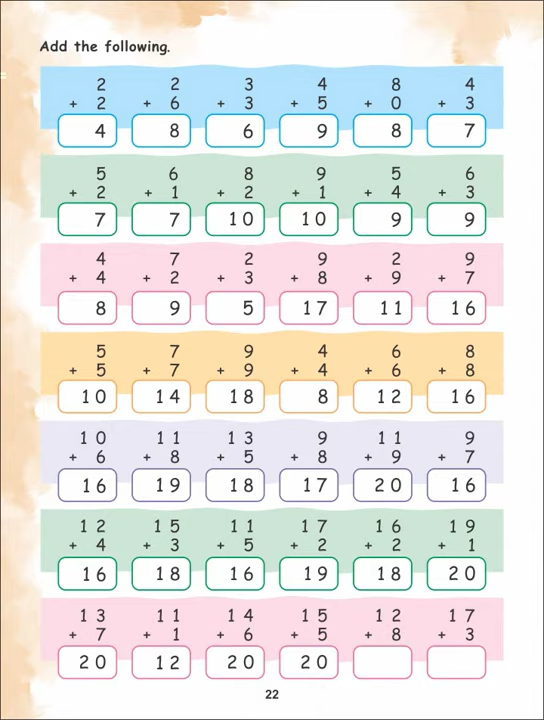 Add the following.
2 2 3 4 8 4
+ 2 + 6 + 3 + 5 + 0 + 3
4 8 6 9 8 7
5 6 8 9 5 6
+ 2 + 1 + 2 + 1 + 4 + 3
7 7 10 10 9 9
4 7 2 9 2 9
+ 4 + 2 + 3 + 8 + 9 + 7
8 9 5 17 11 16
5 7 9 4 6 8
+ 5 + 7 + 9 + 4 + 6 + 8
10 14 18 8 12 16
10 11 13 9 11 9
+ 6 + 8 + 5 + 8 + 9 + 7
16 19 18 17 20 16
12 15 11 17 16 19
+ 4 + 3 + 5 + 2 + 2 + 1
16 18 16 19 18 20
13 11 14 15 12 17
+ 7 + 1 + 6 + 5 + 8 + 3
20 12 20 20
22